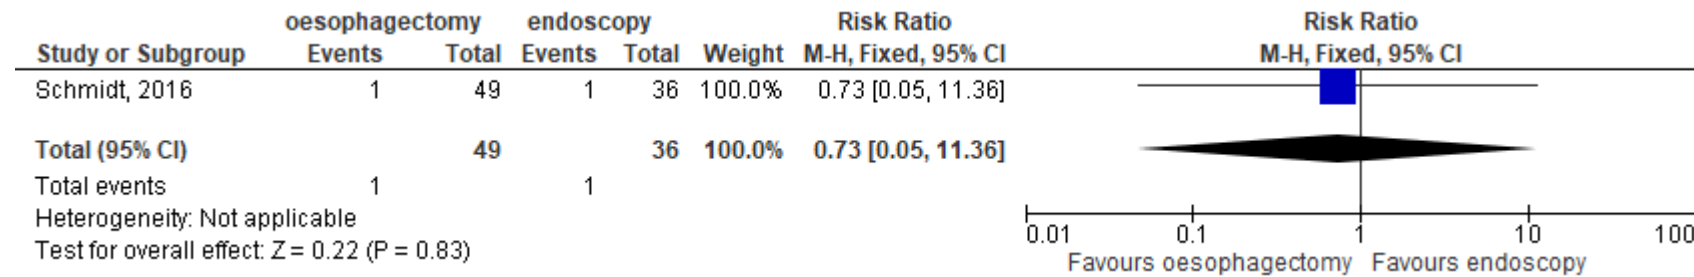 oesophagectomy endoscopy Risk Ratio Risk Ratio
Study or Subgroup Events Total Events Total Weight M-H, Fixed, 95% CI M-H, Fixed, 95% CI
Schmidt, 2016 1 49 1 36 100.0% 0.73 [0.05, 11.36]
Total (95% CI) 49 36 100.0% 0.73 [0.05, 11.36]
Total events 1 1
Heterogeneity: Not applicable
Test for overall effect: Z = 0.22 (P = 0.83)
0.01 0.1 1 10 100
Favours oesophagectomy Favours endoscopy